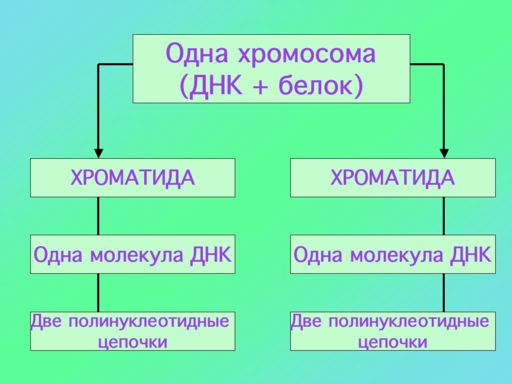 Одна хромосома
(ДНК + белок)
ХРОМАТИДА
ХРОМАТИДА
Одна молекула ДНК
Одна молекула ДНК
Две полинуклеотидные
цепочки
Две полинуклеотидные
цепочки